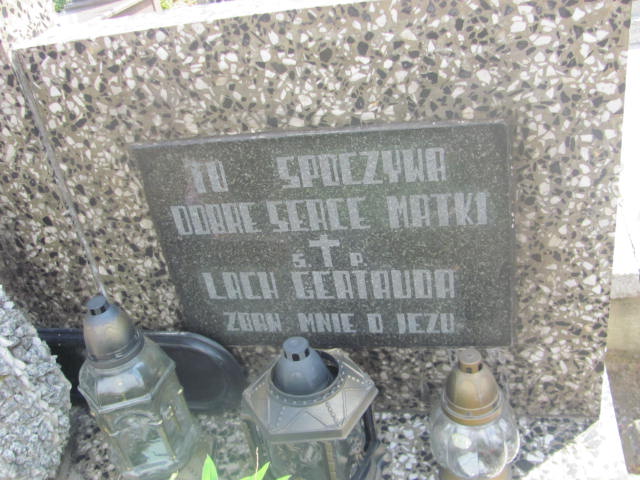 TU SPOCZYWA
DOBRE SERCE MATKI
Ś. P.
LACH GERTRUDA
ZBAW MNIE O JEZU